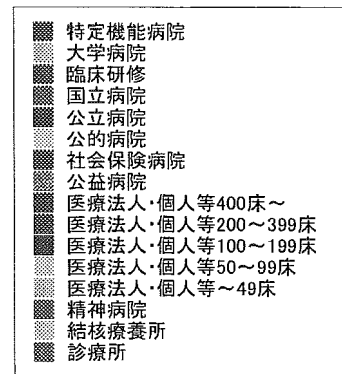 特定機能病院
大学病院
臨床研修
国立病院
公立病院
公的病院
社会保険病院
公益病院
医療法人・個人等400床～
医療法人・個人等200～399床
医療法人・個人等100～199床
医療法人・個人等50～99床
医療法人・個人等～49床
精神病院
結核療養所
診療所